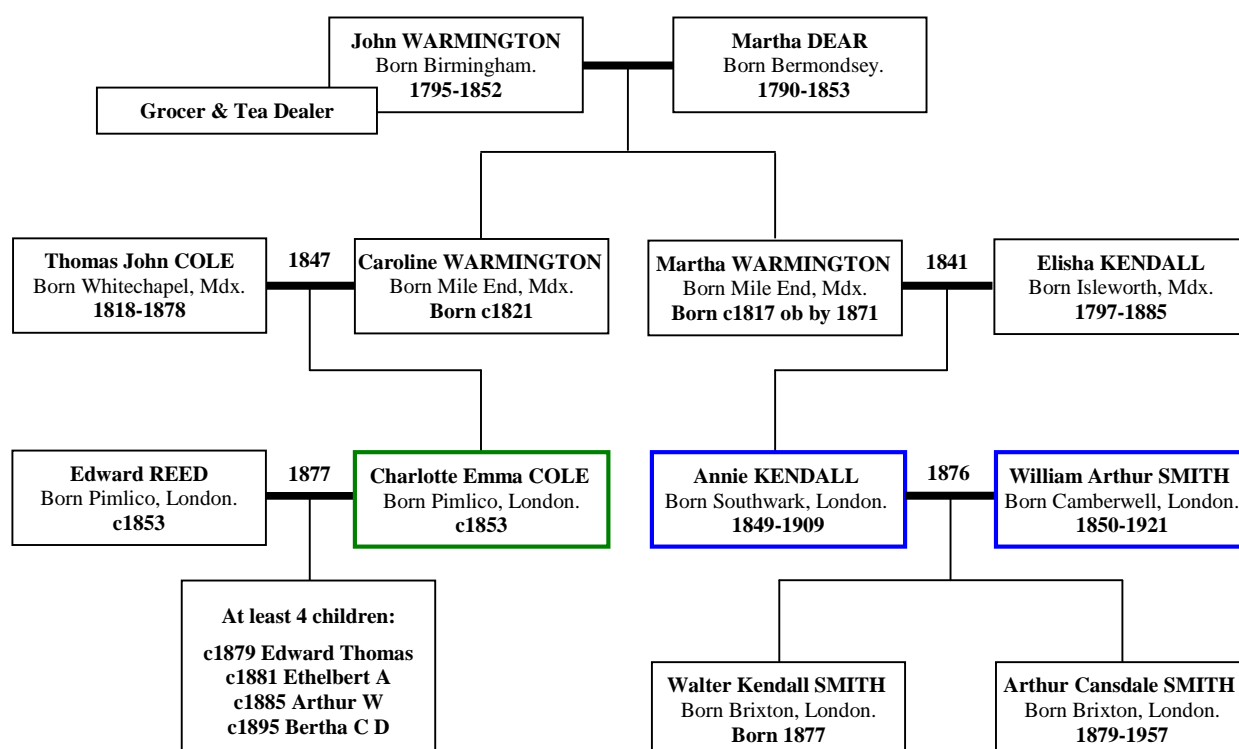 John WARMINGTON
Born Birmingham.
1795-1852
Martha DEAR
Born Bermondsey.
1790-1853
Grocer & Tea Dealer
Thomas John COLE
Born Whitechapel, Mdx.
1818-1878
1847
Caroline WARMINGTON
Born Mile End, Mdx.
Born c1821
Martha WARMINGTON
Born Mile End, Mdx.
Born c1817 ob by 1871
1841
Elisha KENDALL
Born Isleworth, Mdx.
1797-1885
Edward REED
Born Pimlico, London.
c1853
1877
Charlotte Emma COLE
Born Pimlico, London.
c1853
Annie KENDALL
Born Southwark, London.
1849-1909
1876
William Arthur SMITH
Born Camberwell, London.
1850-1921
At least 4 children:
c1879 Edward Thomas
c1881 Ethelbert A
c1885 Arthur W
c1895 Bertha C D
Walter Kendall SMITH
Born Brixton, London.
Born 1877
Arthur Cansdale SMITH
Born Brixton, London.
1879-1957